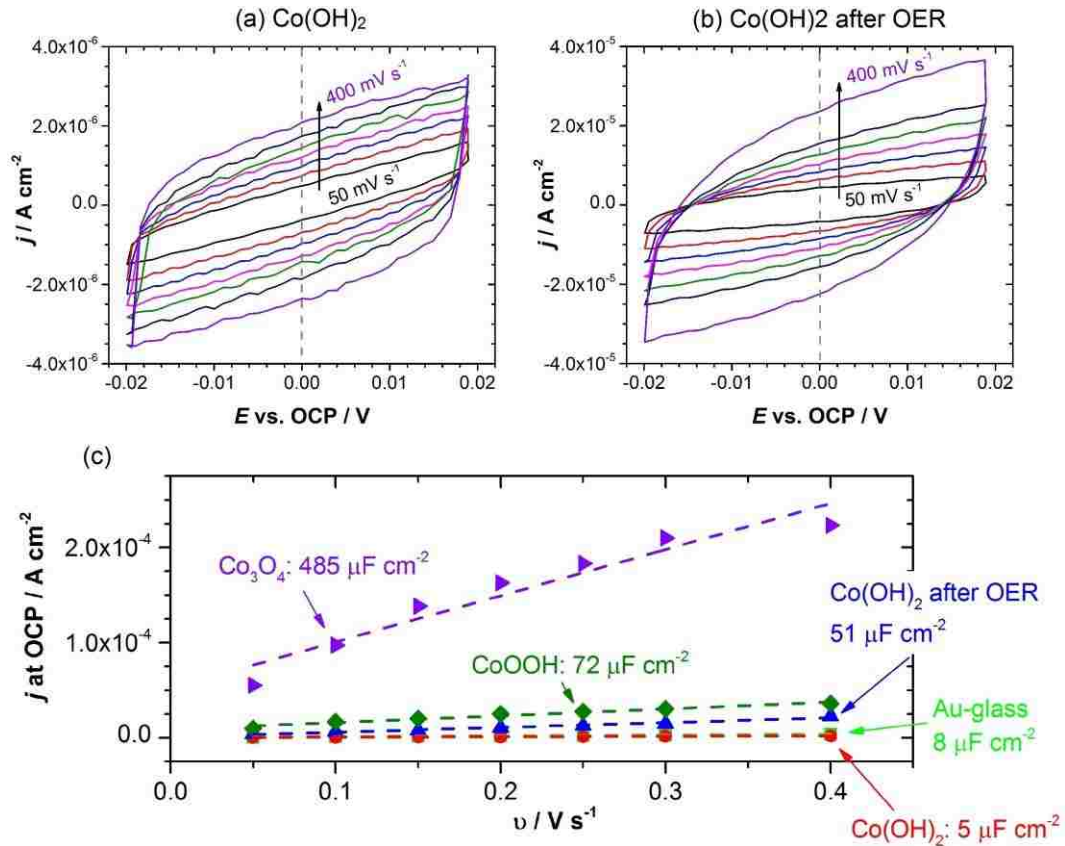 (a) Co(OH)₂
(b) Co(OH)2 after OER
4.0x10⁻⁶
2.0x10⁻⁶
0.0
-2.0x10⁻⁶
-4.0x10⁻⁶
j / A cm⁻²
400 mV s⁻¹
50 mV s⁻¹
-0.02 -0.01 0.00 0.01 0.02
E vs. OCP / V
4.0x10⁻⁵
2.0x10⁻⁵
0.0
-2.0x10⁻⁵
-4.0x10⁻⁵
j / A cm⁻²
400 mV s⁻¹
50 mV s⁻¹
-0.02 -0.01 0.00 0.01 0.02
E vs. OCP / V
(c)
2.0x10⁻⁴
1.0x10⁻⁴
0.0
j at OCP / A cm⁻²
Co₃O₄: 485 μF cm⁻²
CoOOH: 72 μF cm⁻²
Co(OH)₂ after OER
51 μF cm⁻²
Au-glass
8 μF cm⁻²
Co(OH)₂: 5 μF cm⁻²
0.0 0.1 0.2 0.3 0.4
υ / V s⁻¹